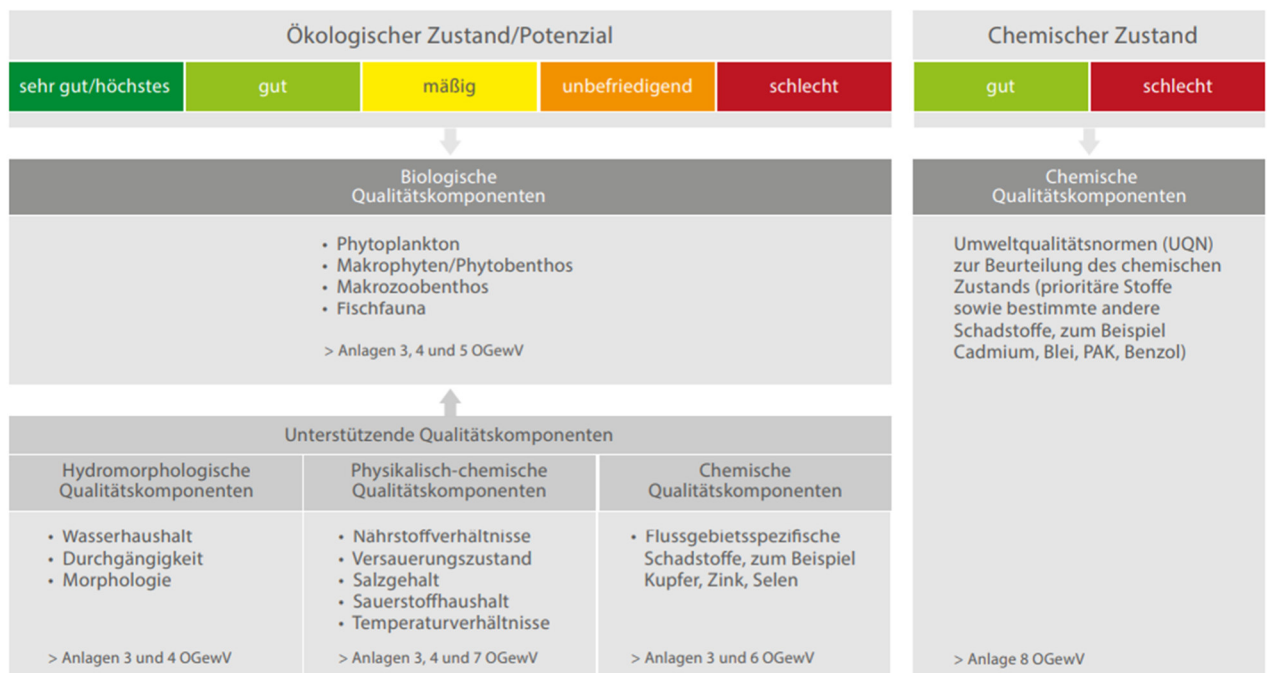 Ökologischer Zustand/Potenzial
sehr gut/höchstes
gut
mäßig
unbefriedigend
schlecht
Biologische
Qualitätskomponenten
• Phytoplankton
• Makrophyten/Phytobenthos
• Makrozoobenthos
• Fischfauna
> Anlagen 3, 4 und 5 OGewV
Unterstützende Qualitätskomponenten
Hydromorphologische
Qualitätskomponenten
• Wasserhaushalt
• Durchgängigkeit
• Morphologie
> Anlagen 3 und 4 OGewV
Physikalisch-chemische
Qualitätskomponenten
• Nährstoffverhältnisse
• Versauerungszustand
• Salzgehalt
• Sauerstoffhaushalt
• Temperaturverhältnisse
> Anlagen 3, 4 und 7 OGewV
Chemische
Qualitätskomponenten
• Flussgebietsspezifische
Schadstoffe, zum Beispiel
Kupfer, Zink, Selen
> Anlagen 3 und 6 OGewV
Chemischer Zustand
gut
schlecht
Chemische
Qualitätskomponenten
Umweltqualitätsnormen (UQN)
zur Beurteilung des chemischen
Zustands (prioritäre Stoffe
sowie bestimmte andere
Schadstoffe, zum Beispiel
Cadmium, Blei, PAK, Benzol)
> Anlage 8 OGewV